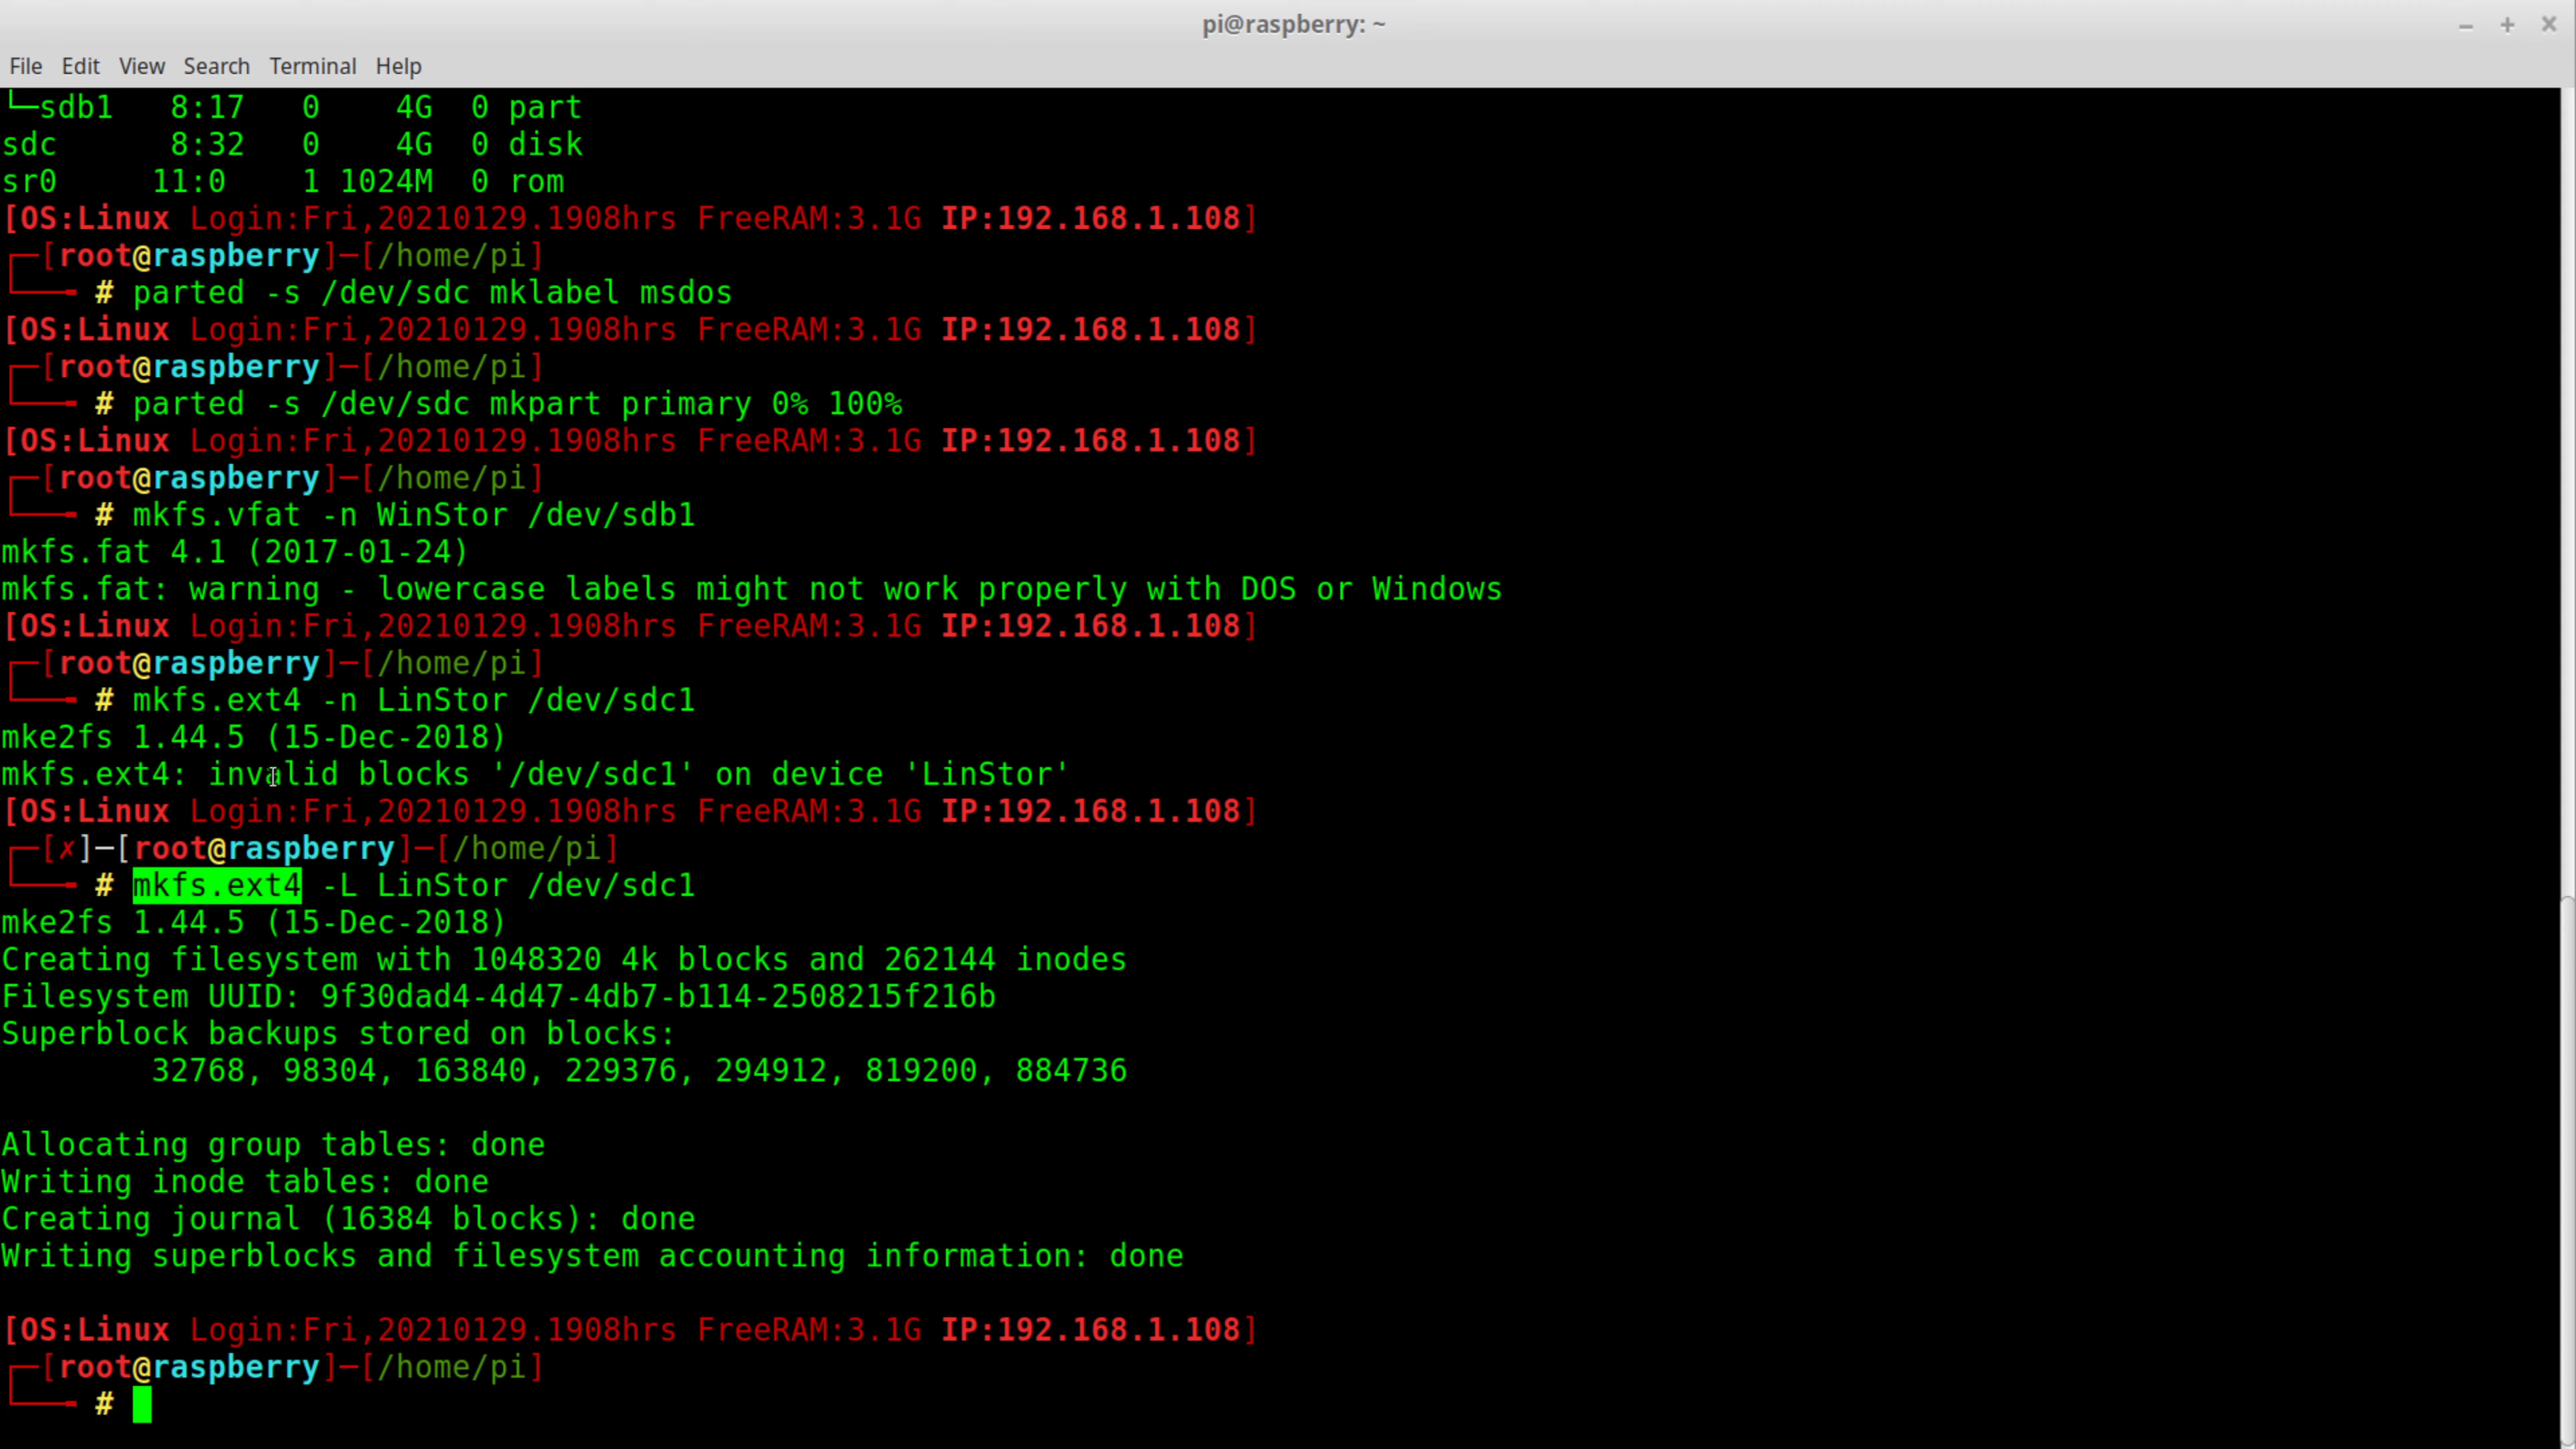 pi@raspberry: ~
File Edit View Search Terminal Help
└─sdb1   8:17   0    4G  0 part
sdc      8:32   0    4G  0 disk
sr0     11:0    1 1024M  0 rom
[OS:Linux Login:Fri,20210129.1908hrs FreeRAM:3.1G IP:192.168.1.108]
┌─[root@raspberry]─[/home/pi]
└──╼ # parted -s /dev/sdc mklabel msdos
[OS:Linux Login:Fri,20210129.1908hrs FreeRAM:3.1G IP:192.168.1.108]
┌─[root@raspberry]─[/home/pi]
└──╼ # parted -s /dev/sdc mkpart primary 0% 100%
[OS:Linux Login:Fri,20210129.1908hrs FreeRAM:3.1G IP:192.168.1.108]
┌─[root@raspberry]─[/home/pi]
└──╼ # mkfs.vfat -n WinStor /dev/sdb1
mkfs.fat 4.1 (2017-01-24)
mkfs.fat: warning - lowercase labels might not work properly with DOS or Windows
[OS:Linux Login:Fri,20210129.1908hrs FreeRAM:3.1G IP:192.168.1.108]
┌─[root@raspberry]─[/home/pi]
└──╼ # mkfs.ext4 -n LinStor /dev/sdc1
mke2fs 1.44.5 (15-Dec-2018)
mkfs.ext4: invalid blocks '/dev/sdc1' on device 'LinStor'
[OS:Linux Login:Fri,20210129.1908hrs FreeRAM:3.1G IP:192.168.1.108]
┌─[✗]─[root@raspberry]─[/home/pi]
└──╼ # mkfs.ext4 -L LinStor /dev/sdc1
mke2fs 1.44.5 (15-Dec-2018)
Creating filesystem with 1048320 4k blocks and 262144 inodes
Filesystem UUID: 9f30dad4-4d47-4db7-b114-2508215f216b
Superblock backups stored on blocks:
        32768, 98304, 163840, 229376, 294912, 819200, 884736
Allocating group tables: done
Writing inode tables: done
Creating journal (16384 blocks): done
Writing superblocks and filesystem accounting information: done
[OS:Linux Login:Fri,20210129.1908hrs FreeRAM:3.1G IP:192.168.1.108]
┌─[root@raspberry]─[/home/pi]
└──╼ #